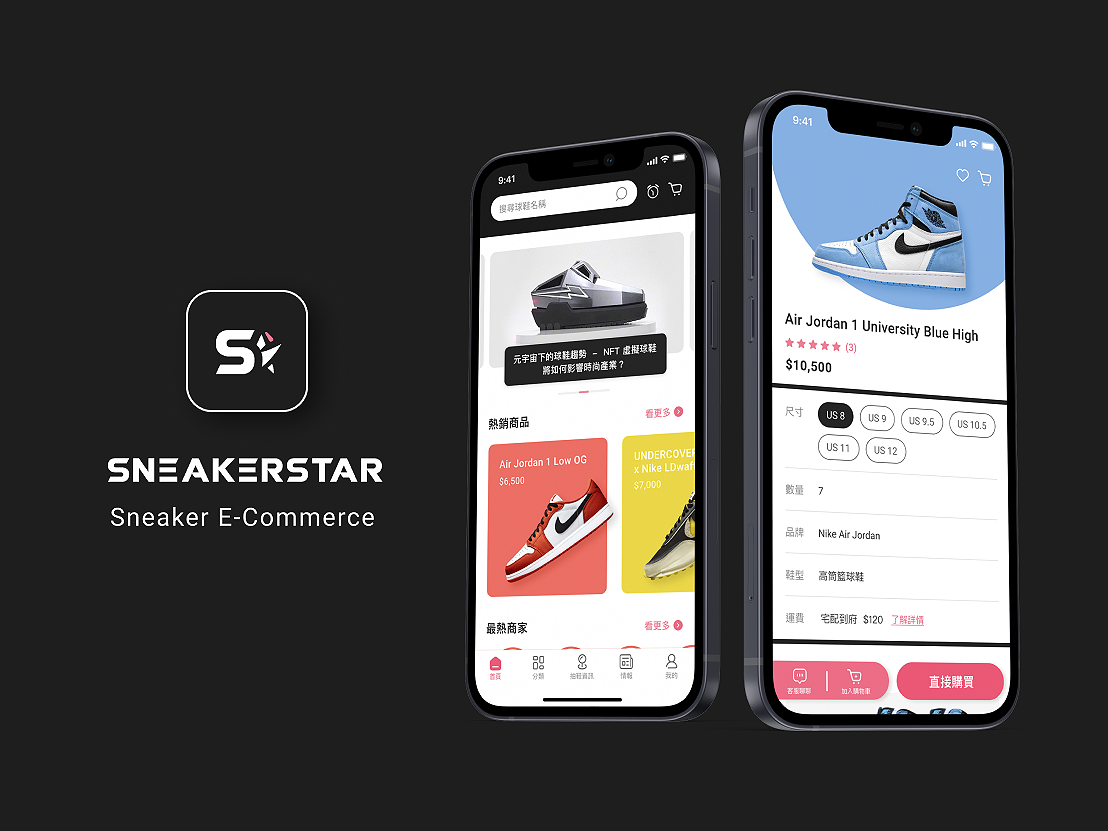 SNEAKERSTAR
Sneaker E-Commerce
9:41
搜尋球鞋名稱
元宇宙下的球鞋趨勢 – NFT 虛擬球鞋
將如何影響時尚產業？
熱銷商品
看更多
Air Jordan 1 Low OG
$6,500
UNDERCOVER
x Nike LDwaf
$7,000
最熱商家
看更多
首頁
分類
抽鞋資訊
情報
我的
9:41
Air Jordan 1 University Blue High
(3)
$10,500
尺寸
US 8
US 9
US 9.5
US 10.5
US 11
US 12
數量
7
品牌
Nike Air Jordan
鞋型
高筒籃球鞋
運費
宅配到府 $120 了解詳情
客服聊聊
加入購物車
直接購買